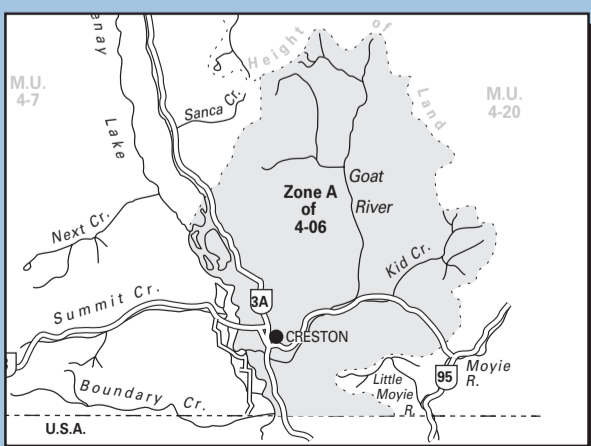 enay
Lake
Height
of
Land
M.U.
4-7
M.U.
4-20
Sanca Cr.
Zone A
of
4-06
Goat
River
Next Cr.
Kid Cr.
Summit Cr.
3A
CRESTON
Boundary Cr.
Little
Moyie
R.
95
Moyie
R.
U.S.A.